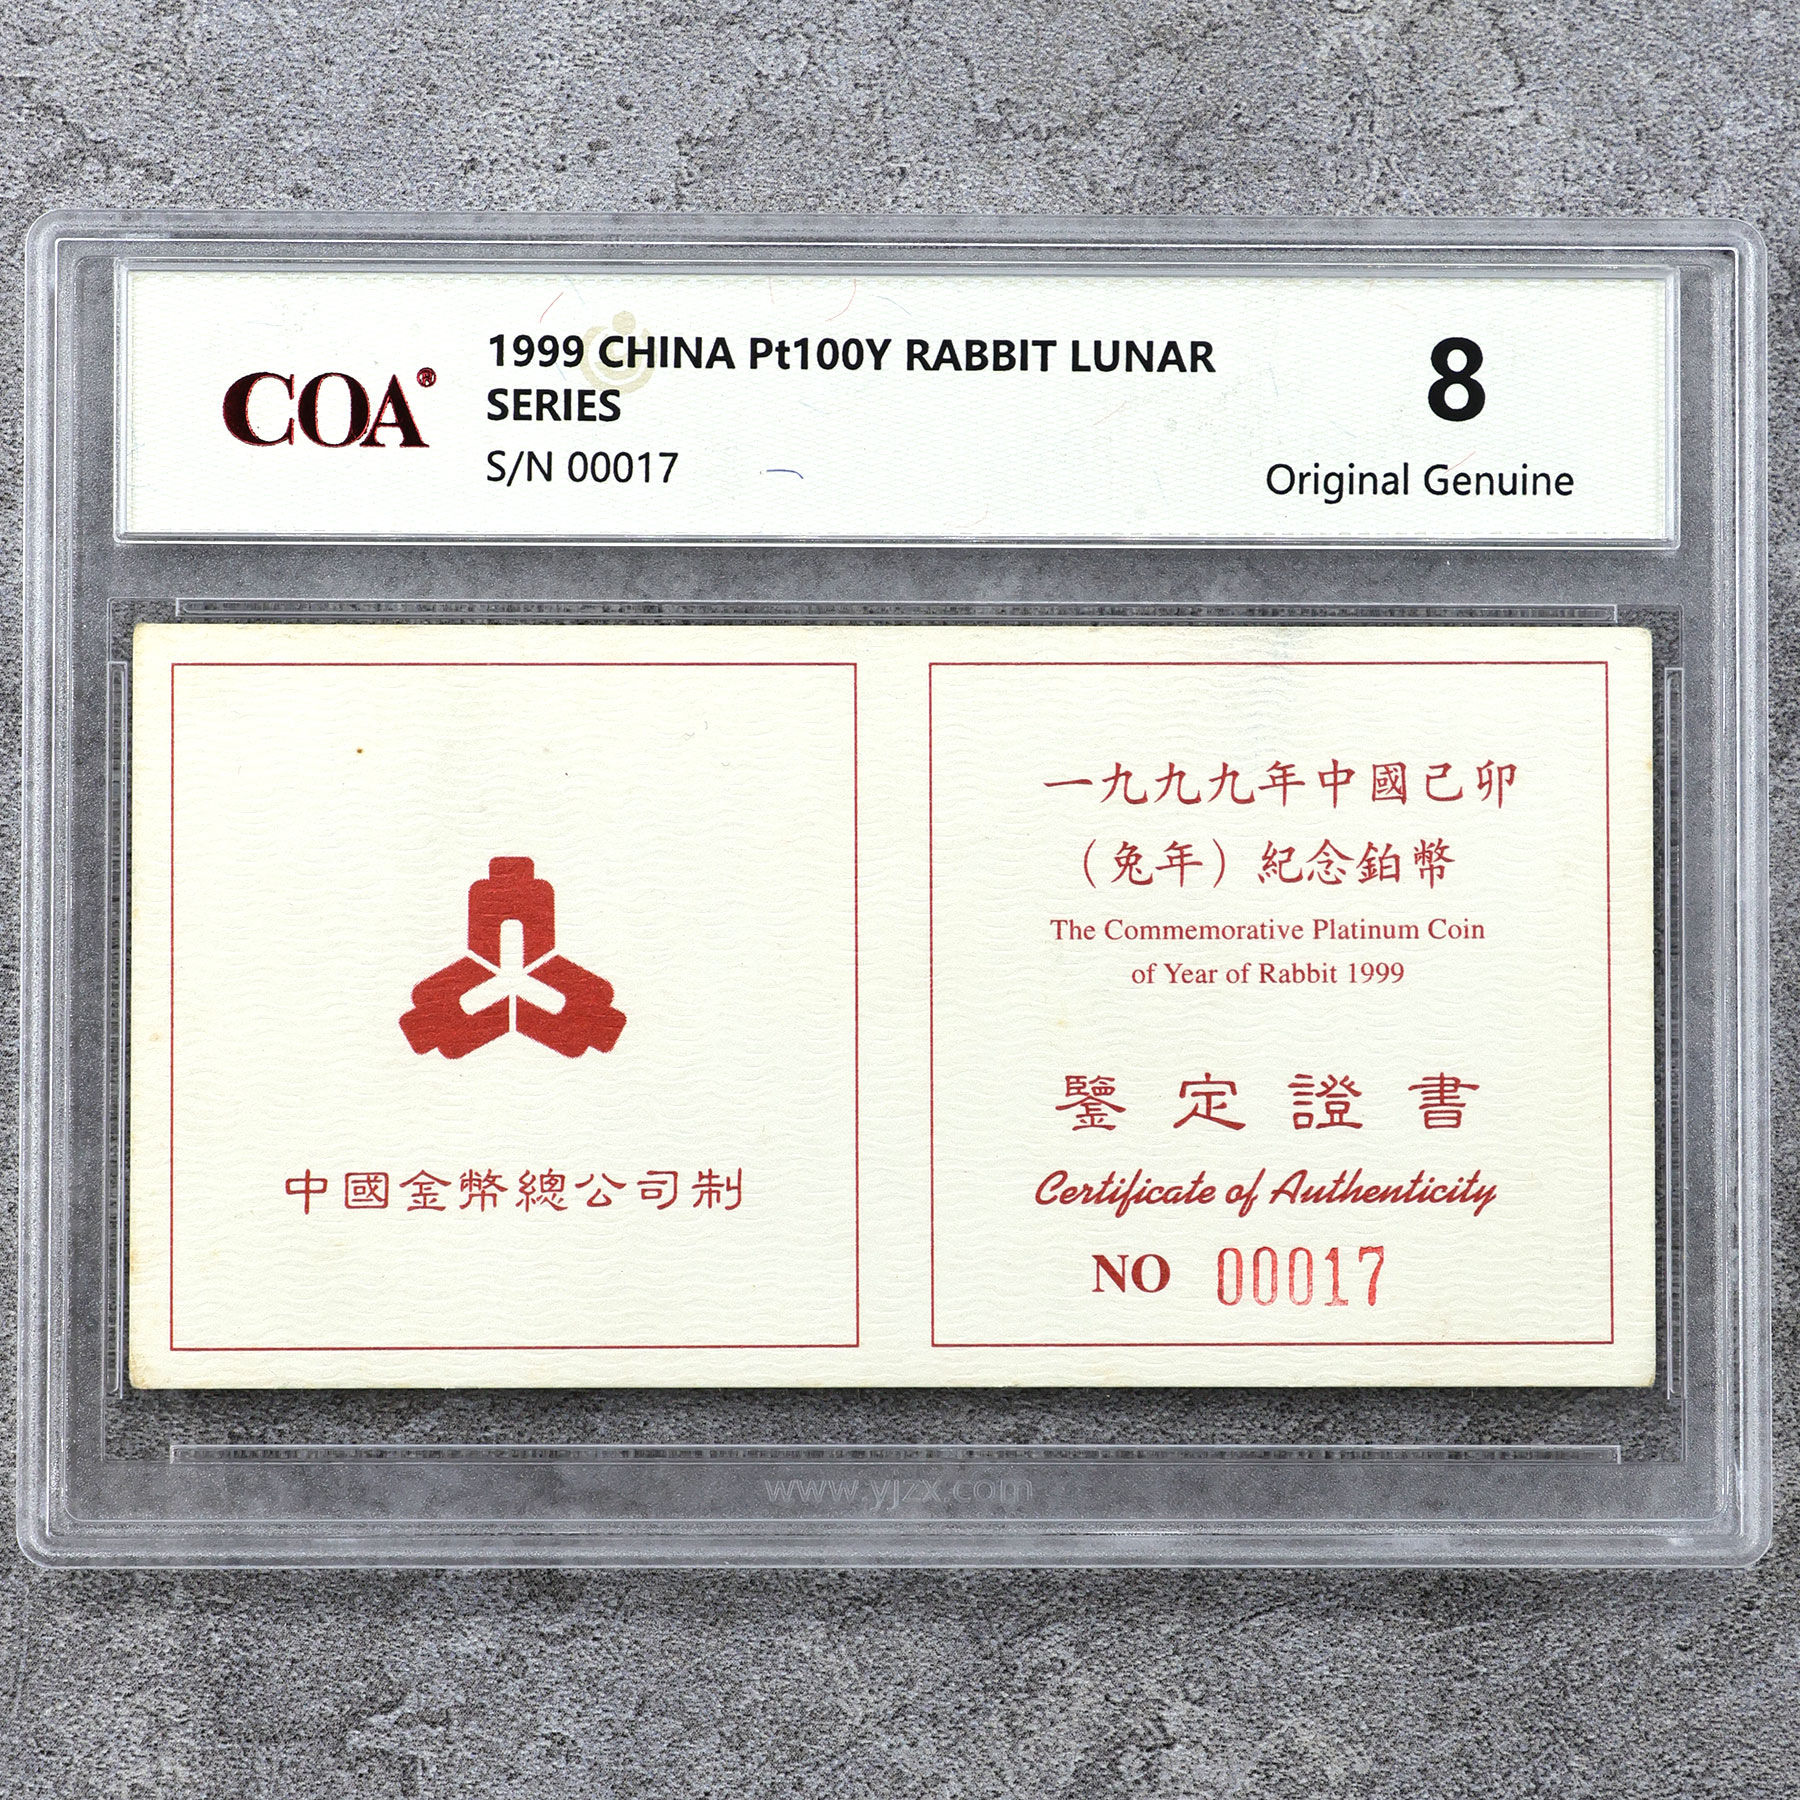 COA®
1999 CHINA Pt100Y RABBIT LUNAR
SERIES
S/N 00017
8
Original Genuine
中國金幣總公司制
一九九九年中國己卯
（兔年）紀念鉑幣
The Commemorative Platinum Coin
of Year of Rabbit 1999
鑒定證書
Certificate of Authenticity
NO 00017
www.yjzx.com